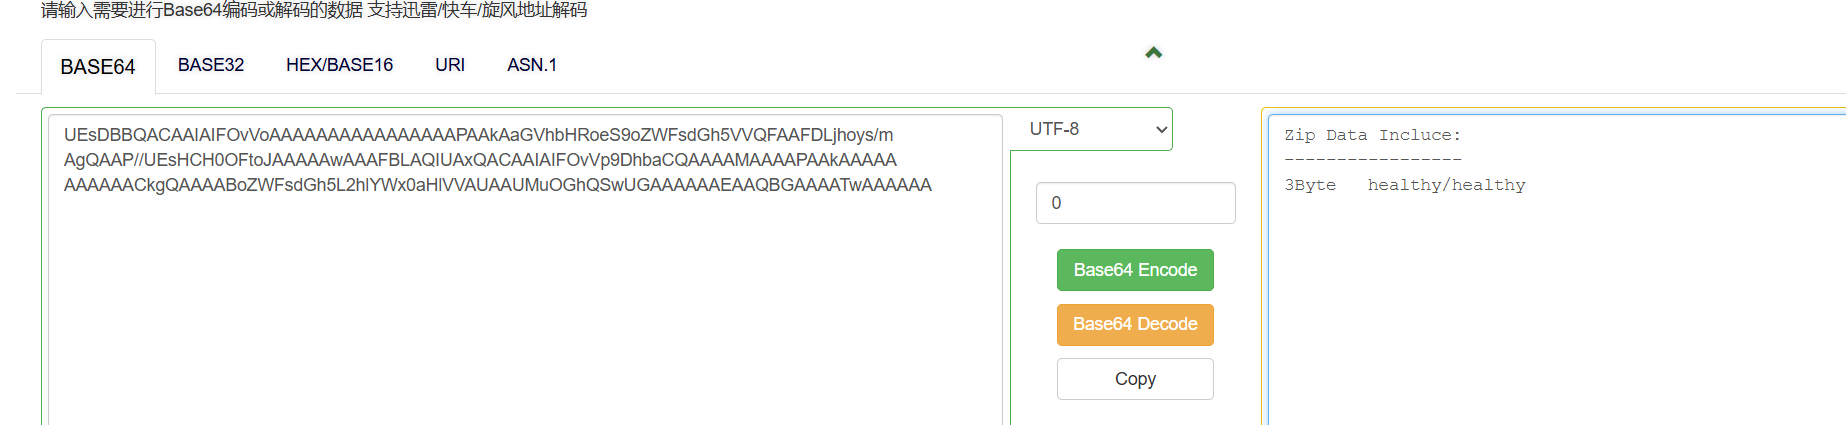 请输入需要进行Base64编码或解码的数据 支持迅雷/快车/旋风地址解码
BASE64 BASE32 HEX/BASE16 URI ASN.1
UEsDBBQACAAIAIFOvVoAAAAAAAAAAAAAAAAPAAkAaGVhbHRoeS9oZWFsdGh5VVQFAAFDLjhoys/m
AgQAAP//UEsHCH0OFtoJAAAAAwAAAFBLAQIUAxQACAAIAIFOvVp9DhbaCQAAAAMAAAAPAAkAAAAA
AAAAAACkgQAAAABoZWFsdGh5L2hlYWx0aHlVVAUAAUMuOGhQSwUGAAAAAAEAAQBGAAAATwAAAAAA
UTF-8
0
Base64 Encode
Base64 Decode
Copy
Zip Data Incluce:
-----------------
3Byte healthy/healthy